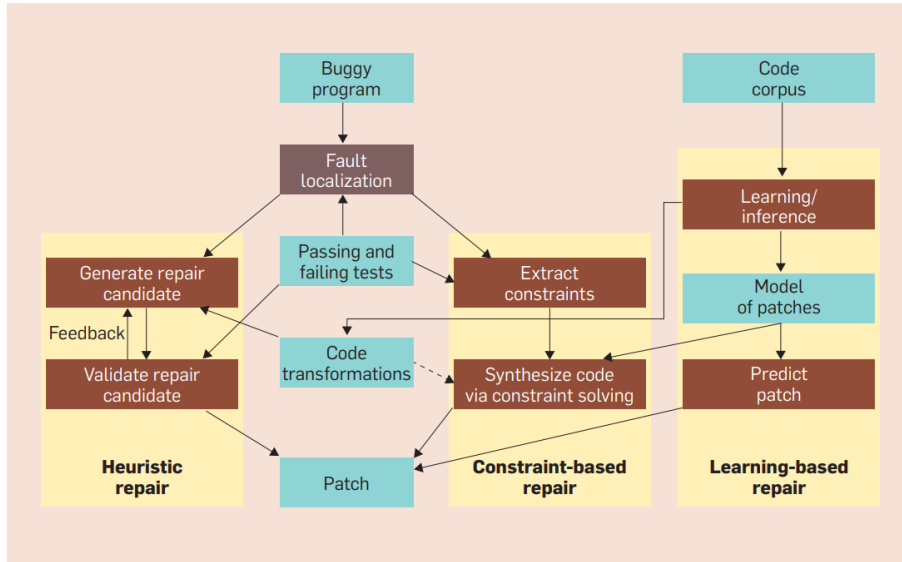 Buggy
program
Code
corpus
Fault
localization
Learning/
inference
Passing and
failing tests
Generate repair
candidate
Extract
constraints
Model
of patches
Feedback
Code
transformations
Validate repair
candidate
Synthesize code
via constraint solving
Predict
patch
Heuristic
repair
Patch
Constraint-based
repair
Learning-based
repair